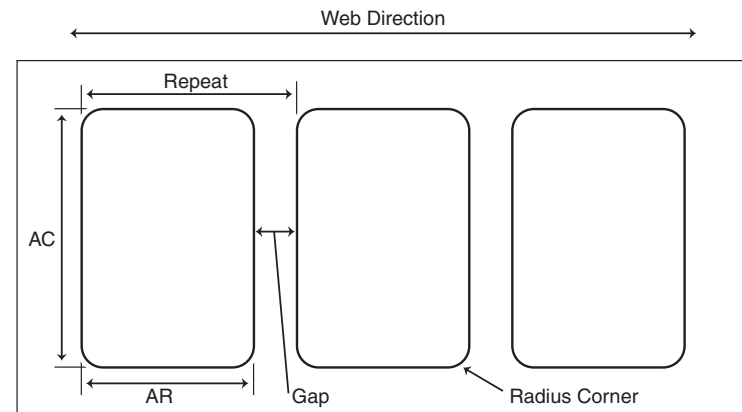 Web Direction
Repeat
AC
AR
Gap
Radius Corner